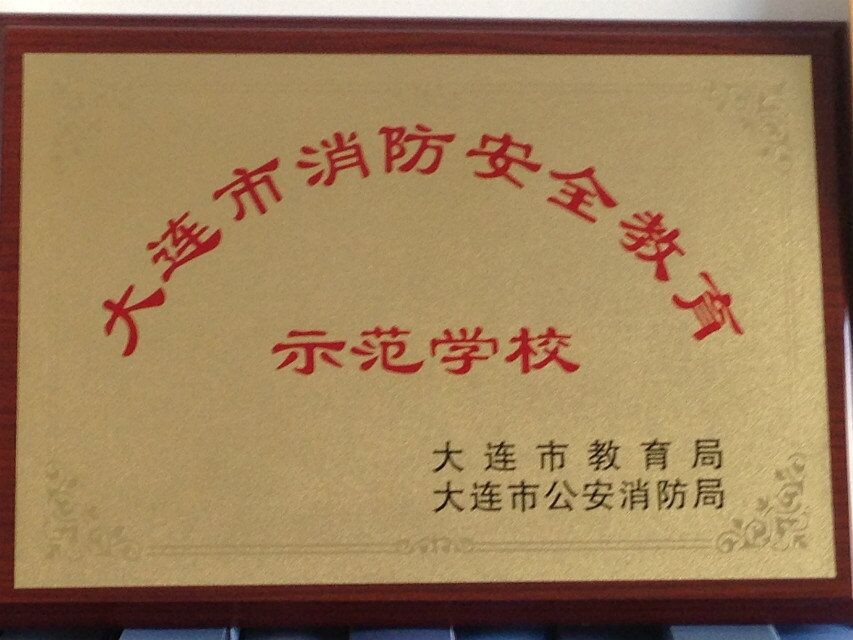 大连市消防安全教育
示范学校
大连市教育局
大连市公安消防局